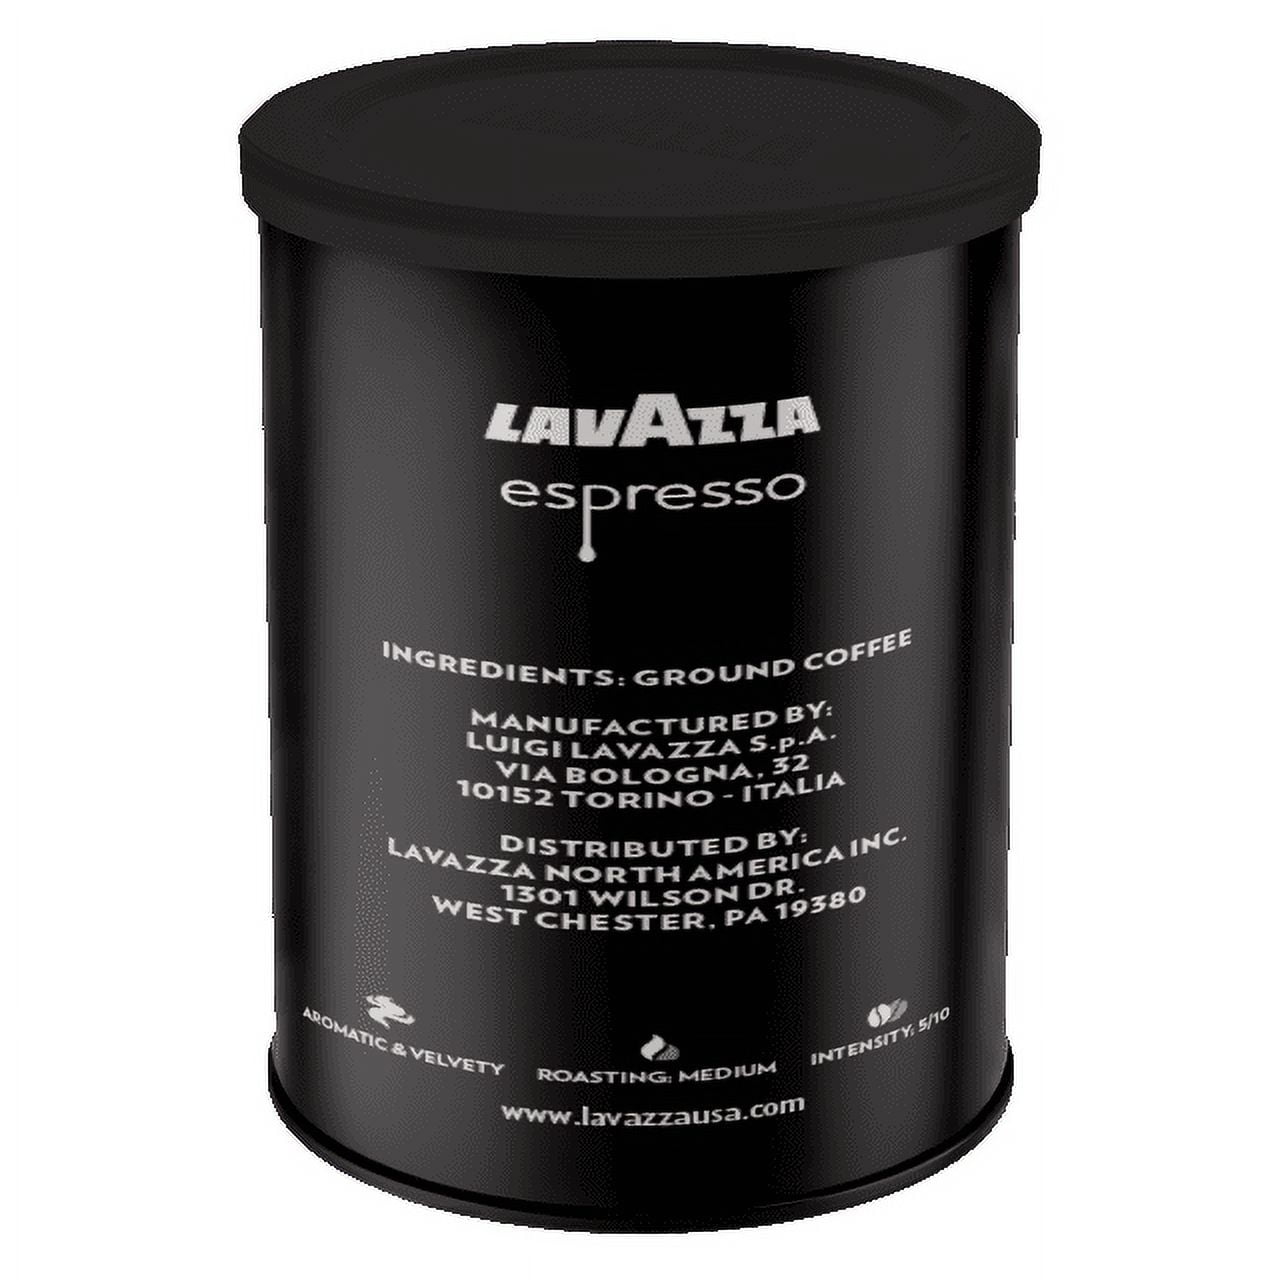 LAVAZZA
espresso
INGREDIENTS: GROUND COFFEE
MANUFACTURED BY:
LUIGI LAVAZZA S.p.A.
VIA BOLOGNA, 32
10152 TORINO - ITALIA
DISTRIBUTED BY:
LAVAZZA NORTH AMERICA INC.
1301 WILSON DR.
WEST CHESTER, PA 19380
AROMATIC & VELVETY
ROASTING: MEDIUM
INTENSITY: 5/10
www.lavazzausa.com